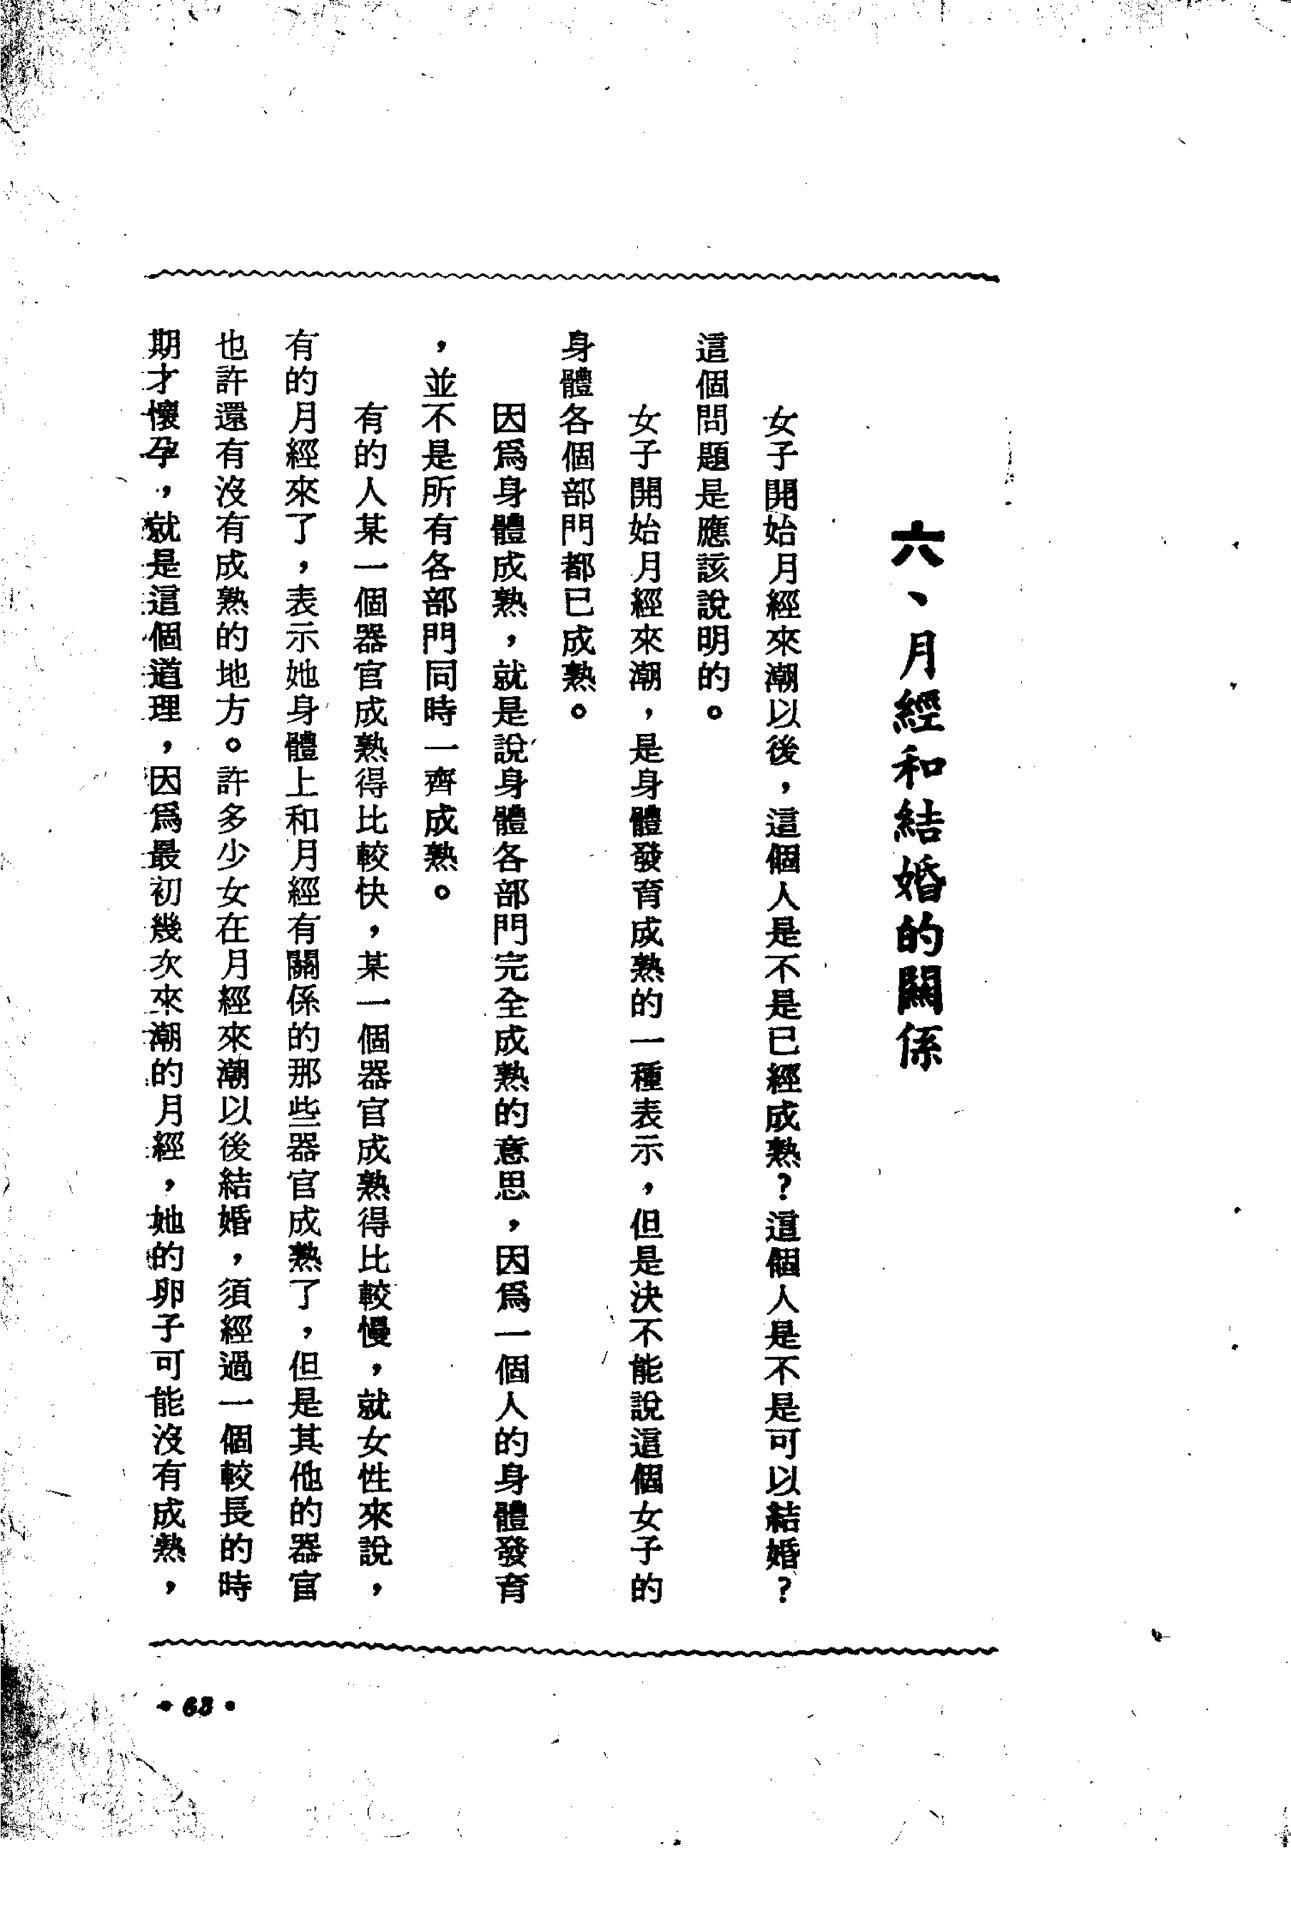 六、月經和結婚的關係
女子開始月經來潮以後，這個人是不是已經成熟？這個人是不是可以結婚？
這個問題是應該說明的。
女子開始月經來潮，是身體發育成熟的一種表示，但是決不能說這個女子的
身體各個部門都已成熟。
因爲身體成熟，就是說身體各部門完全成熟的意思，因爲一個人的身體發育
，並不是所有各部門同時一齊成熟。
有的人某一個器官成熟得比較快，某一個器官成熟得比較慢，就女性來說，
有的月經來了，表示她身體上和月經有關係的那些器官成熟了，但是其他的器官
也許還有沒有成熟的地方。許多少女在月經來潮以後結婚，須經過一個較長的時
期才懷孕，就是這個道理，因爲最初幾次來潮的月經，她的卵子可能沒有成熟，
•63•